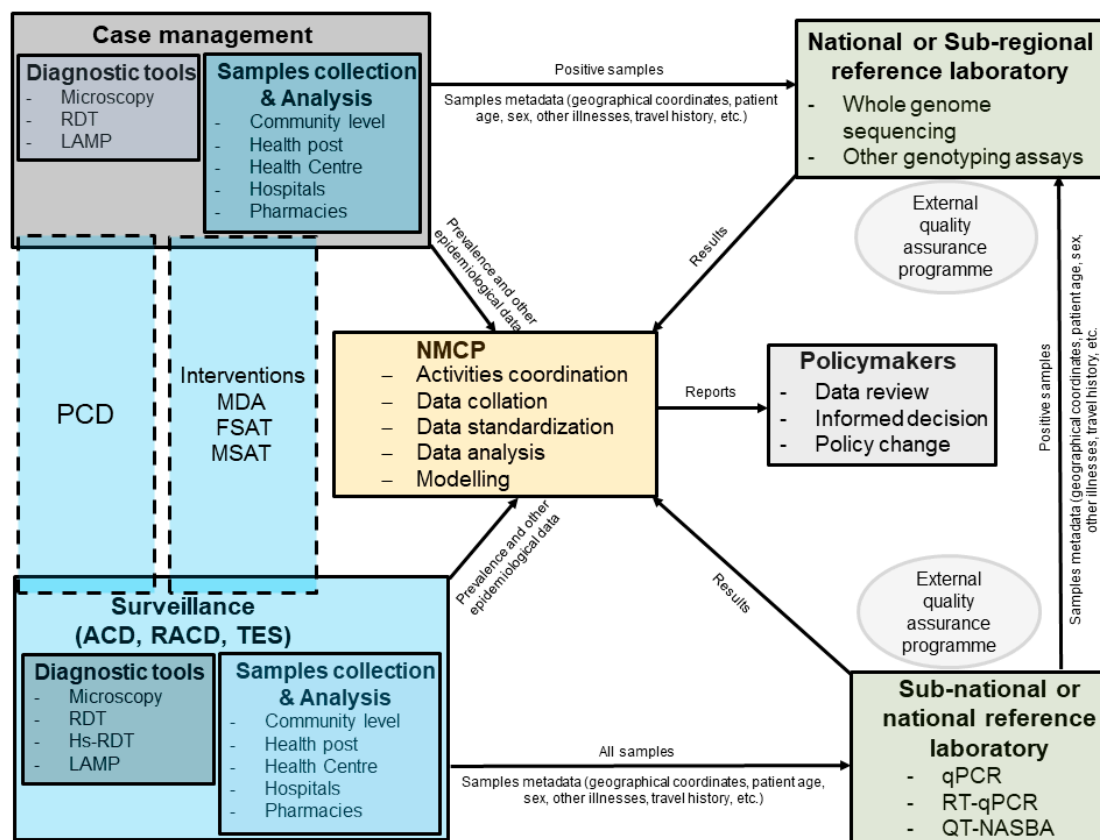 Case management
Diagnostic tools
- Microscopy
- RDT
- LAMP
Samples collection
& Analysis
- Community level
- Health post
- Health Centre
- Hospitals
- Pharmacies
Positive samples
Samples metadata (geographical coordinates, patient
age, sex, other illnesses, travel history, etc.)
National or Sub-regional
reference laboratory
- Whole genome
sequencing
- Other genotyping assays
External
quality
assurance
programme
Prevalence and other
epidemiological data
Results
PCD
Interventions
MDA
FSAT
MSAT
NMCP
– Activities coordination
– Data collation
– Data standardization
– Data analysis
– Modelling
Reports
Policymakers
- Data review
- Informed decision
- Policy change
Positive samples
Samples metadata (geographical coordinates, patient age, sex,
other illnesses, travel history, etc.
Prevalence and other
epidemiological data
Results
External
quality
assurance
programme
Surveillance
(ACD, RACD, TES)
Diagnostic tools
- Microscopy
- RDT
- Hs-RDT
- LAMP
Samples collection
& Analysis
- Community level
- Health post
- Health Centre
- Hospitals
- Pharmacies
All samples
Samples metadata (geographical coordinates, patient age,
sex, other illnesses, travel history, etc.)
Sub-national or
national reference
laboratory
- qPCR
- RT-qPCR
- QT-NASBA